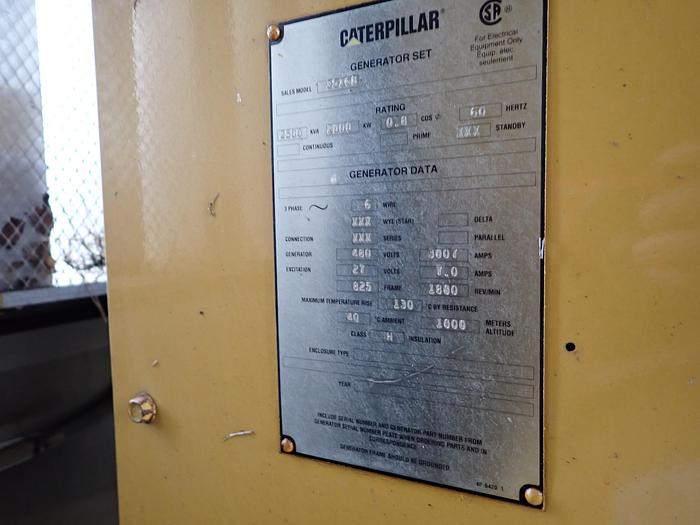 CATERPILLAR®
SA ®
For Electrical
Equipment Only
Equip. élec.
seulement
GENERATOR SET
SALES MODEL 3516B
RATING
2500 KVA 2000 KW 0.8 COS Ø 60 HERTZ
CONTINUOUS PRIME XXX STANDBY
GENERATOR DATA
3 PHASE 6 WIRE
XXX WYE (STAR) DELTA
CONNECTION XXX SERIES PARALLEL
GENERATOR 480 VOLTS 3007 AMPS
EXCITATION 27 VOLTS 7.0 AMPS
825 FRAME 1800 REV/MIN
MAXIMUM TEMPERATURE RISE 130 °C BY RESISTANCE
40 °C AMBIENT 1000 METERS ALTITUDE
CLASS H INSULATION
ENCLOSURE TYPE
YEAR
INCLUDE SERIAL NUMBER AND GENERATOR PART NUMBER FROM
GENERATOR SERIAL NUMBER PLATE WHEN ORDERING PARTS AND IN
CORRESPONDENCE
GENERATOR FRAME SHOULD BE GROUNDED